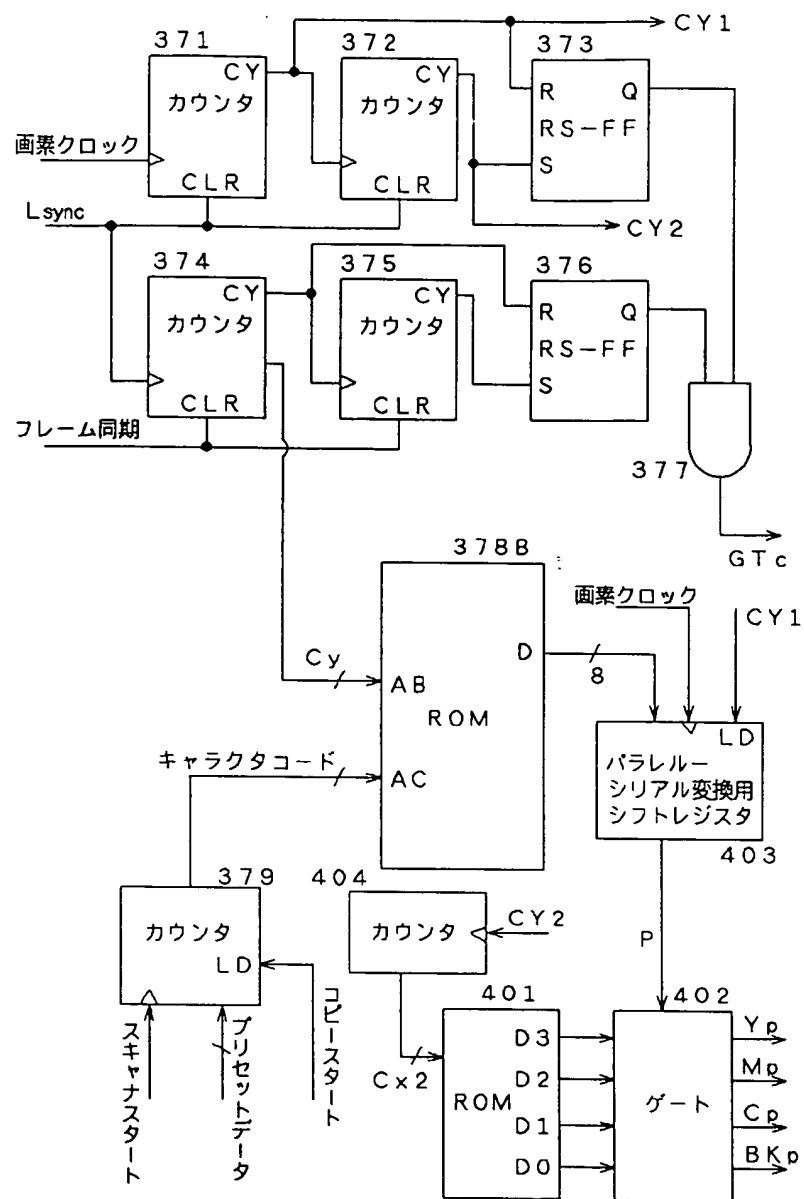 CY1
371
372
373
CY
カウンタ
CLR
CY
カウンタ
R Q
RS-FF
S
画素クロック
Lsync
CY2
374
375
376
CY
カウンタ
CLR
CY
カウンタ
CLR
R Q
RS-FF
S
フレーム同期
377
GTc
378B
画素クロック
CY1
Cy
AB
ROM
D
8
キャラクタコード
AC
LD
パラレルー
シリアル変換用
シフトレジスタ
403
379
カウンタ
LD
404
カウンタ
CY2
P
スキャナスタート
プリセットデータ
コピースタート
Cx2
401
ROM
D3
D2
D1
D0
402
ゲート
Yp
Mp
Cp
BKp